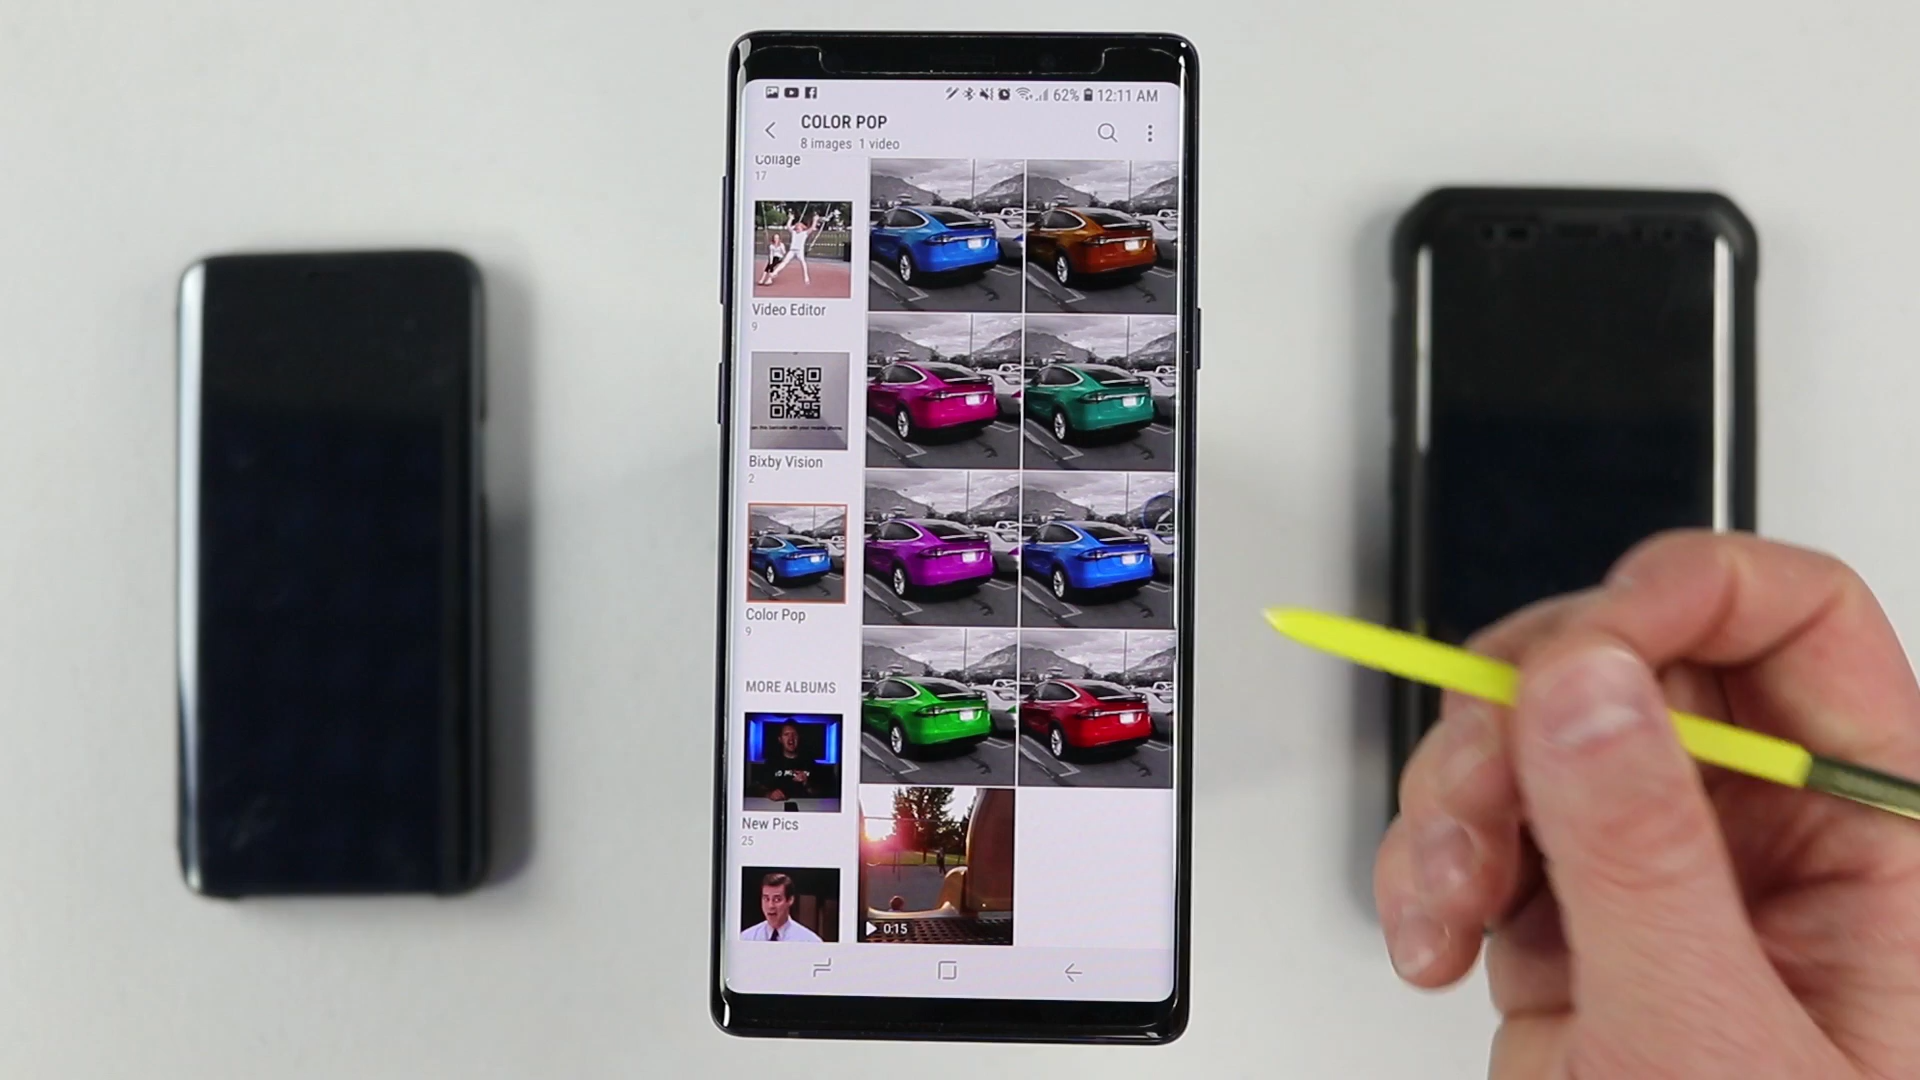 62% 12:11 AM
COLOR POP
8 images 1 video
Collage
17
Video Editor
9
Bixby Vision
2
Color Pop
9
MORE ALBUMS
New Pics
25
0:15